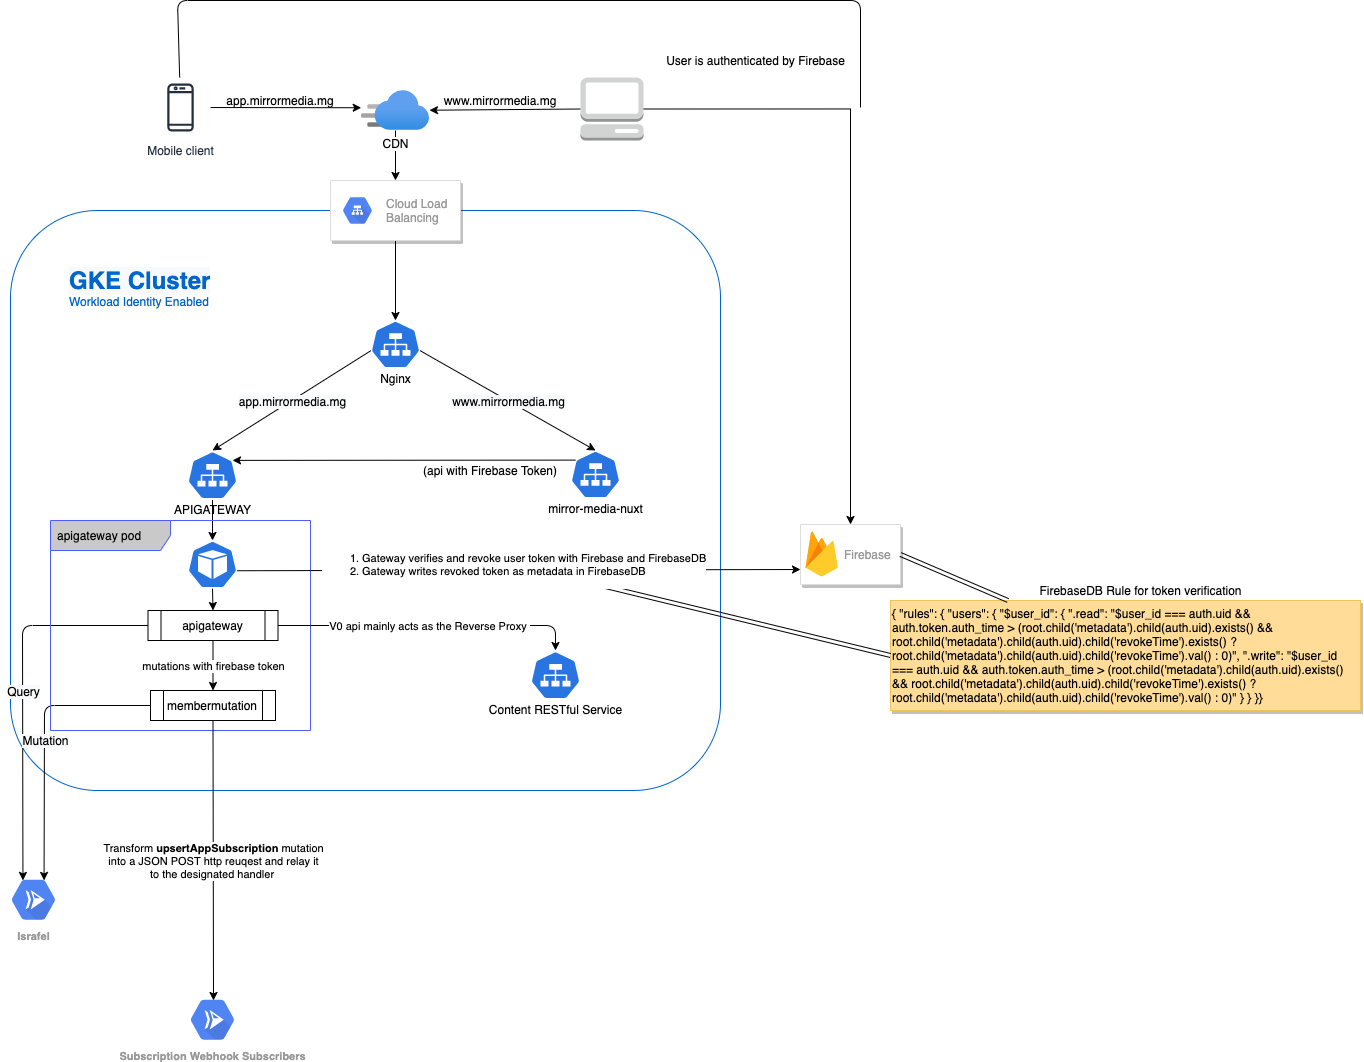 User is authenticated by Firebase
app.mirrormedia.mg
www.mirrormedia.mg
Mobile client
CDN
Cloud Load
Balancing
GKE Cluster
Workload Identity Enabled
Nginx
app.mirrormedia.mg
www.mirrormedia.mg
(api with Firebase Token)
APIGATEWAY
mirror-media-nuxt
apigateway pod
1. Gateway verifies and revoke user token with Firebase and FirebaseDB
2. Gateway writes revoked token as metadata in FirebaseDB
Firebase
FirebaseDB Rule for token verification
{ "rules": { "users": { "$user_id": { ".read": "$user_id === auth.uid &&
auth.token.auth_time > (root.child('metadata').child(auth.uid).exists() &&
root.child('metadata').child(auth.uid).child('revokeTime').exists() ?
root.child('metadata').child(auth.uid).child('revokeTime').val() : 0)", ".write": "$user_id
=== auth.uid && auth.token.auth_time > (root.child('metadata').child(auth.uid).exists()
&& root.child('metadata').child(auth.uid).child('revokeTime').exists() ?
root.child('metadata').child(auth.uid).child('revokeTime').val() : 0)" } } }}
apigateway
V0 api mainly acts as the Reverse Proxy
mutations with firebase token
Query
membermutation
Content RESTful Service
Mutation
Transform upsertAppSubscription mutation
into a JSON POST http reuqest and relay it
to the designated handler
Israfel
Subscription Webhook Subscribers